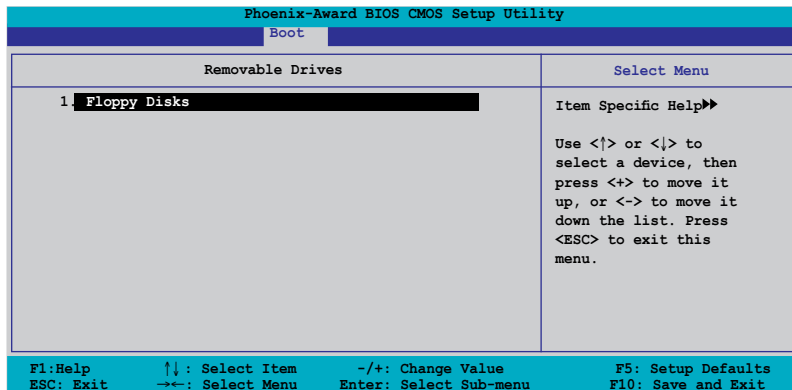 Phoenix-Award BIOS CMOS Setup Utility
Boot
Removable Drives
1. Floppy Disks
Select Menu
Item Specific Help▶▶
Use <↑> or <↓> to
select a device, then
press <+> to move it
up, or <-> to move it
down the list. Press
<ESC> to exit this
menu.
F1:Help ↑↓ : Select Item -/+: Change Value F5: Setup Defaults
ESC: Exit →←: Select Menu Enter: Select Sub-menu F10: Save and Exit